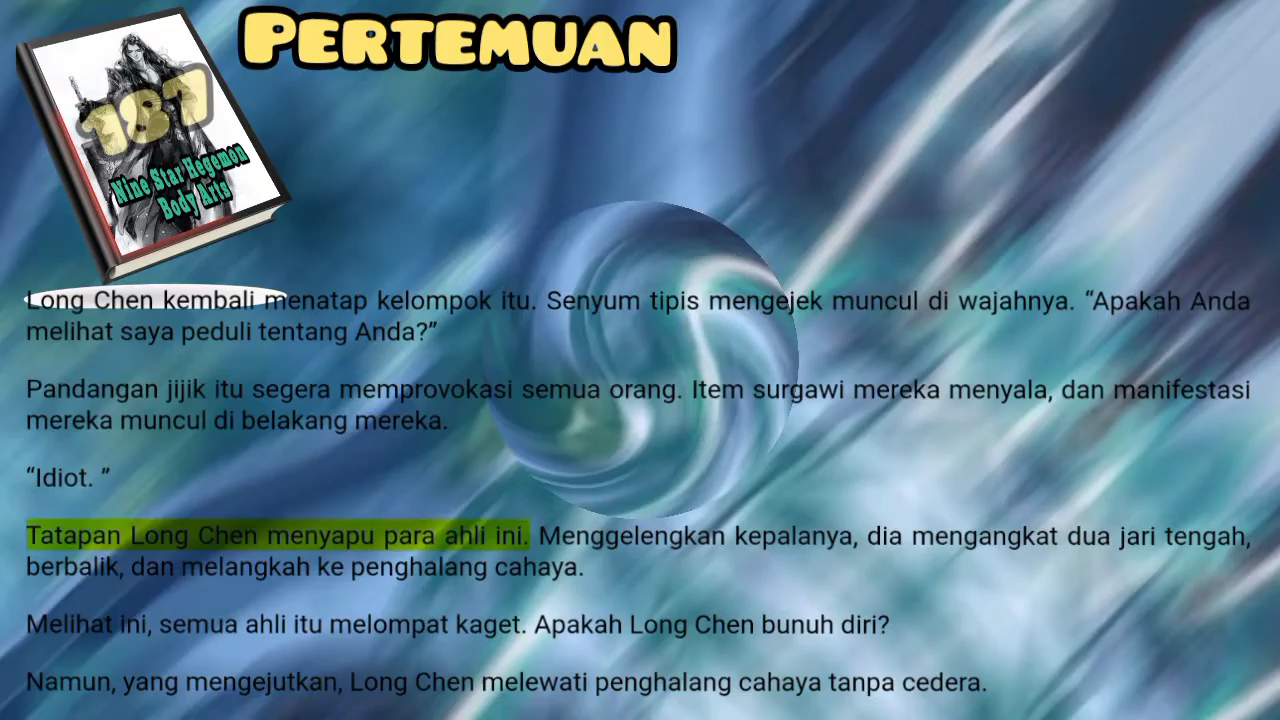 PERTEMUAN
187
Nine Star Hegemon
Body Arts
Long Chen kembali menatap kelompok itu. Senyum tipis mengejek muncul di wajahnya. “Apakah Anda
melihat saya peduli tentang Anda?”
Pandangan jijik itu segera memprovokasi semua orang. Item surgawi mereka menyala, dan manifestasi
mereka muncul di belakang mereka.
“Idiot. ”
Tatapan Long Chen menyapu para ahli ini. Menggelengkan kepalanya, dia mengangkat dua jari tengah,
berbalik, dan melangkah ke penghalang cahaya.
Melihat ini, semua ahli itu melompat kaget. Apakah Long Chen bunuh diri?
Namun, yang mengejutkan, Long Chen melewati penghalang cahaya tanpa cedera.